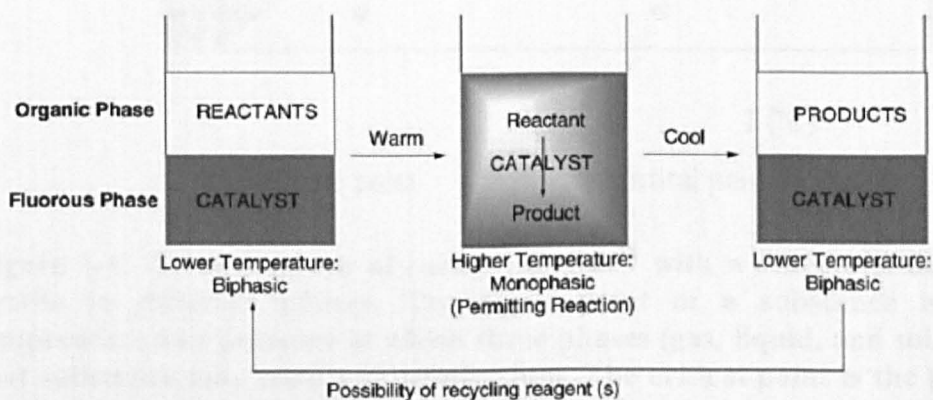 Organic Phase
REACTANTS
Warm
Reactant
CATALYST
Product
Cool
PRODUCTS
Fluorous Phase
CATALYST
CATALYST
Lower Temperature:
Biphasic
Higher Temperature:
Monophasic
(Permitting Reaction)
Lower Temperature:
Biphasic
Possibility of recycling reagent (s)